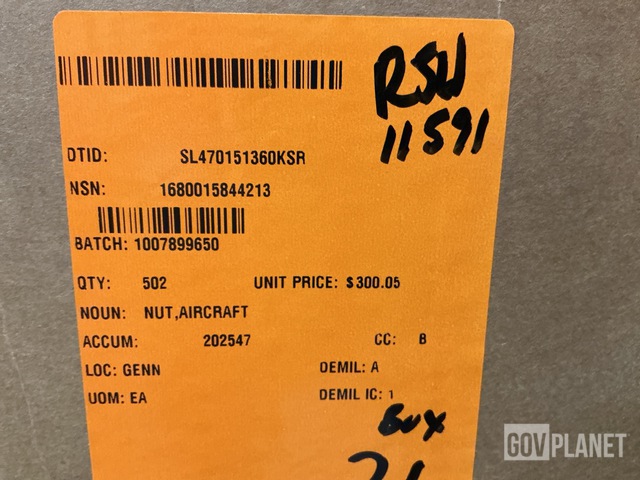 RSW
11591
DTID: SL470151360KSR
NSN: 1680015844213
BATCH: 1007899650
QTY: 502 UNIT PRICE: $300.05
NOUN: NUT,AIRCRAFT
ACCUM: 202547 CC: B
LOC: GENN DEMIL: A
UOM: EA DEMIL IC: 1
Box
GOVPLANET